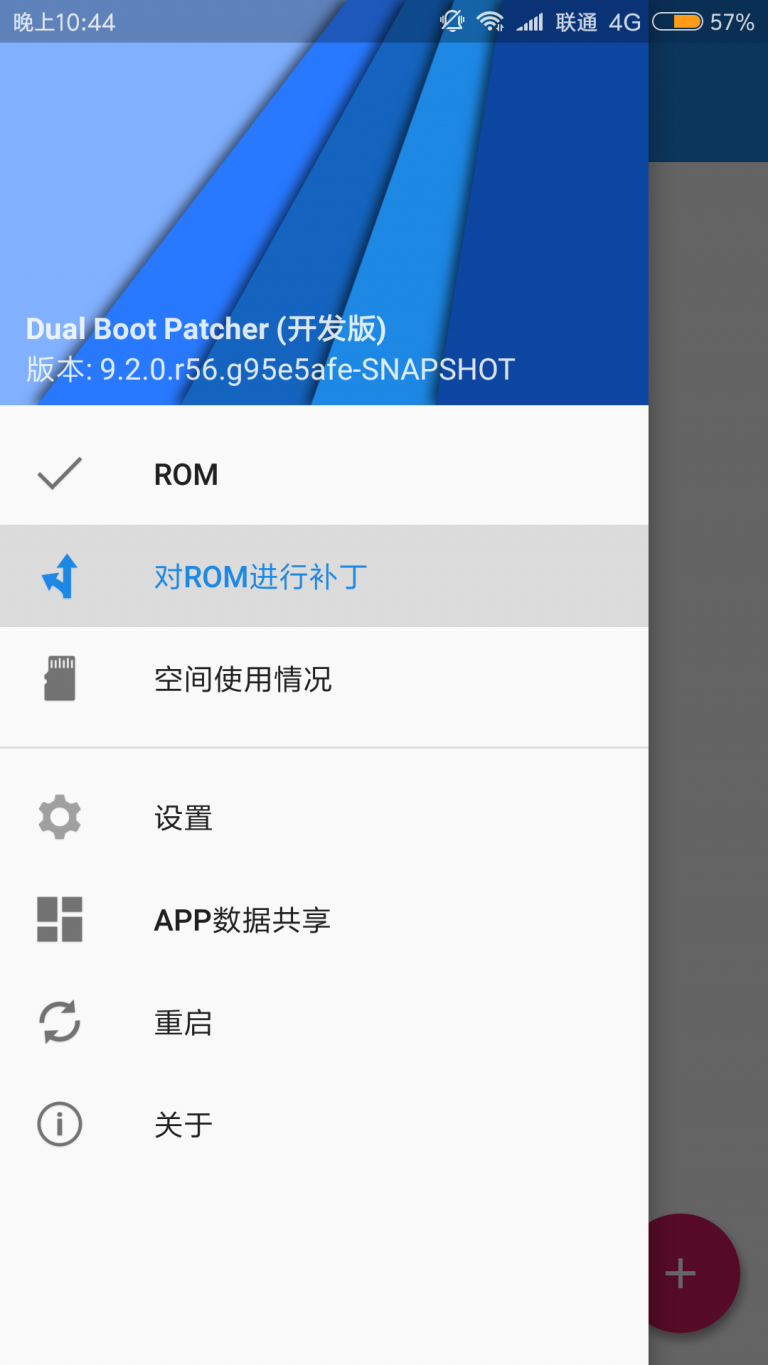 晚上10:44 联通 4G 57%
Dual Boot Patcher (开发版)
版本: 9.2.0.r56.g95e5afe-SNAPSHOT
ROM
对ROM进行补丁
空间使用情况
设置
APP数据共享
重启
关于